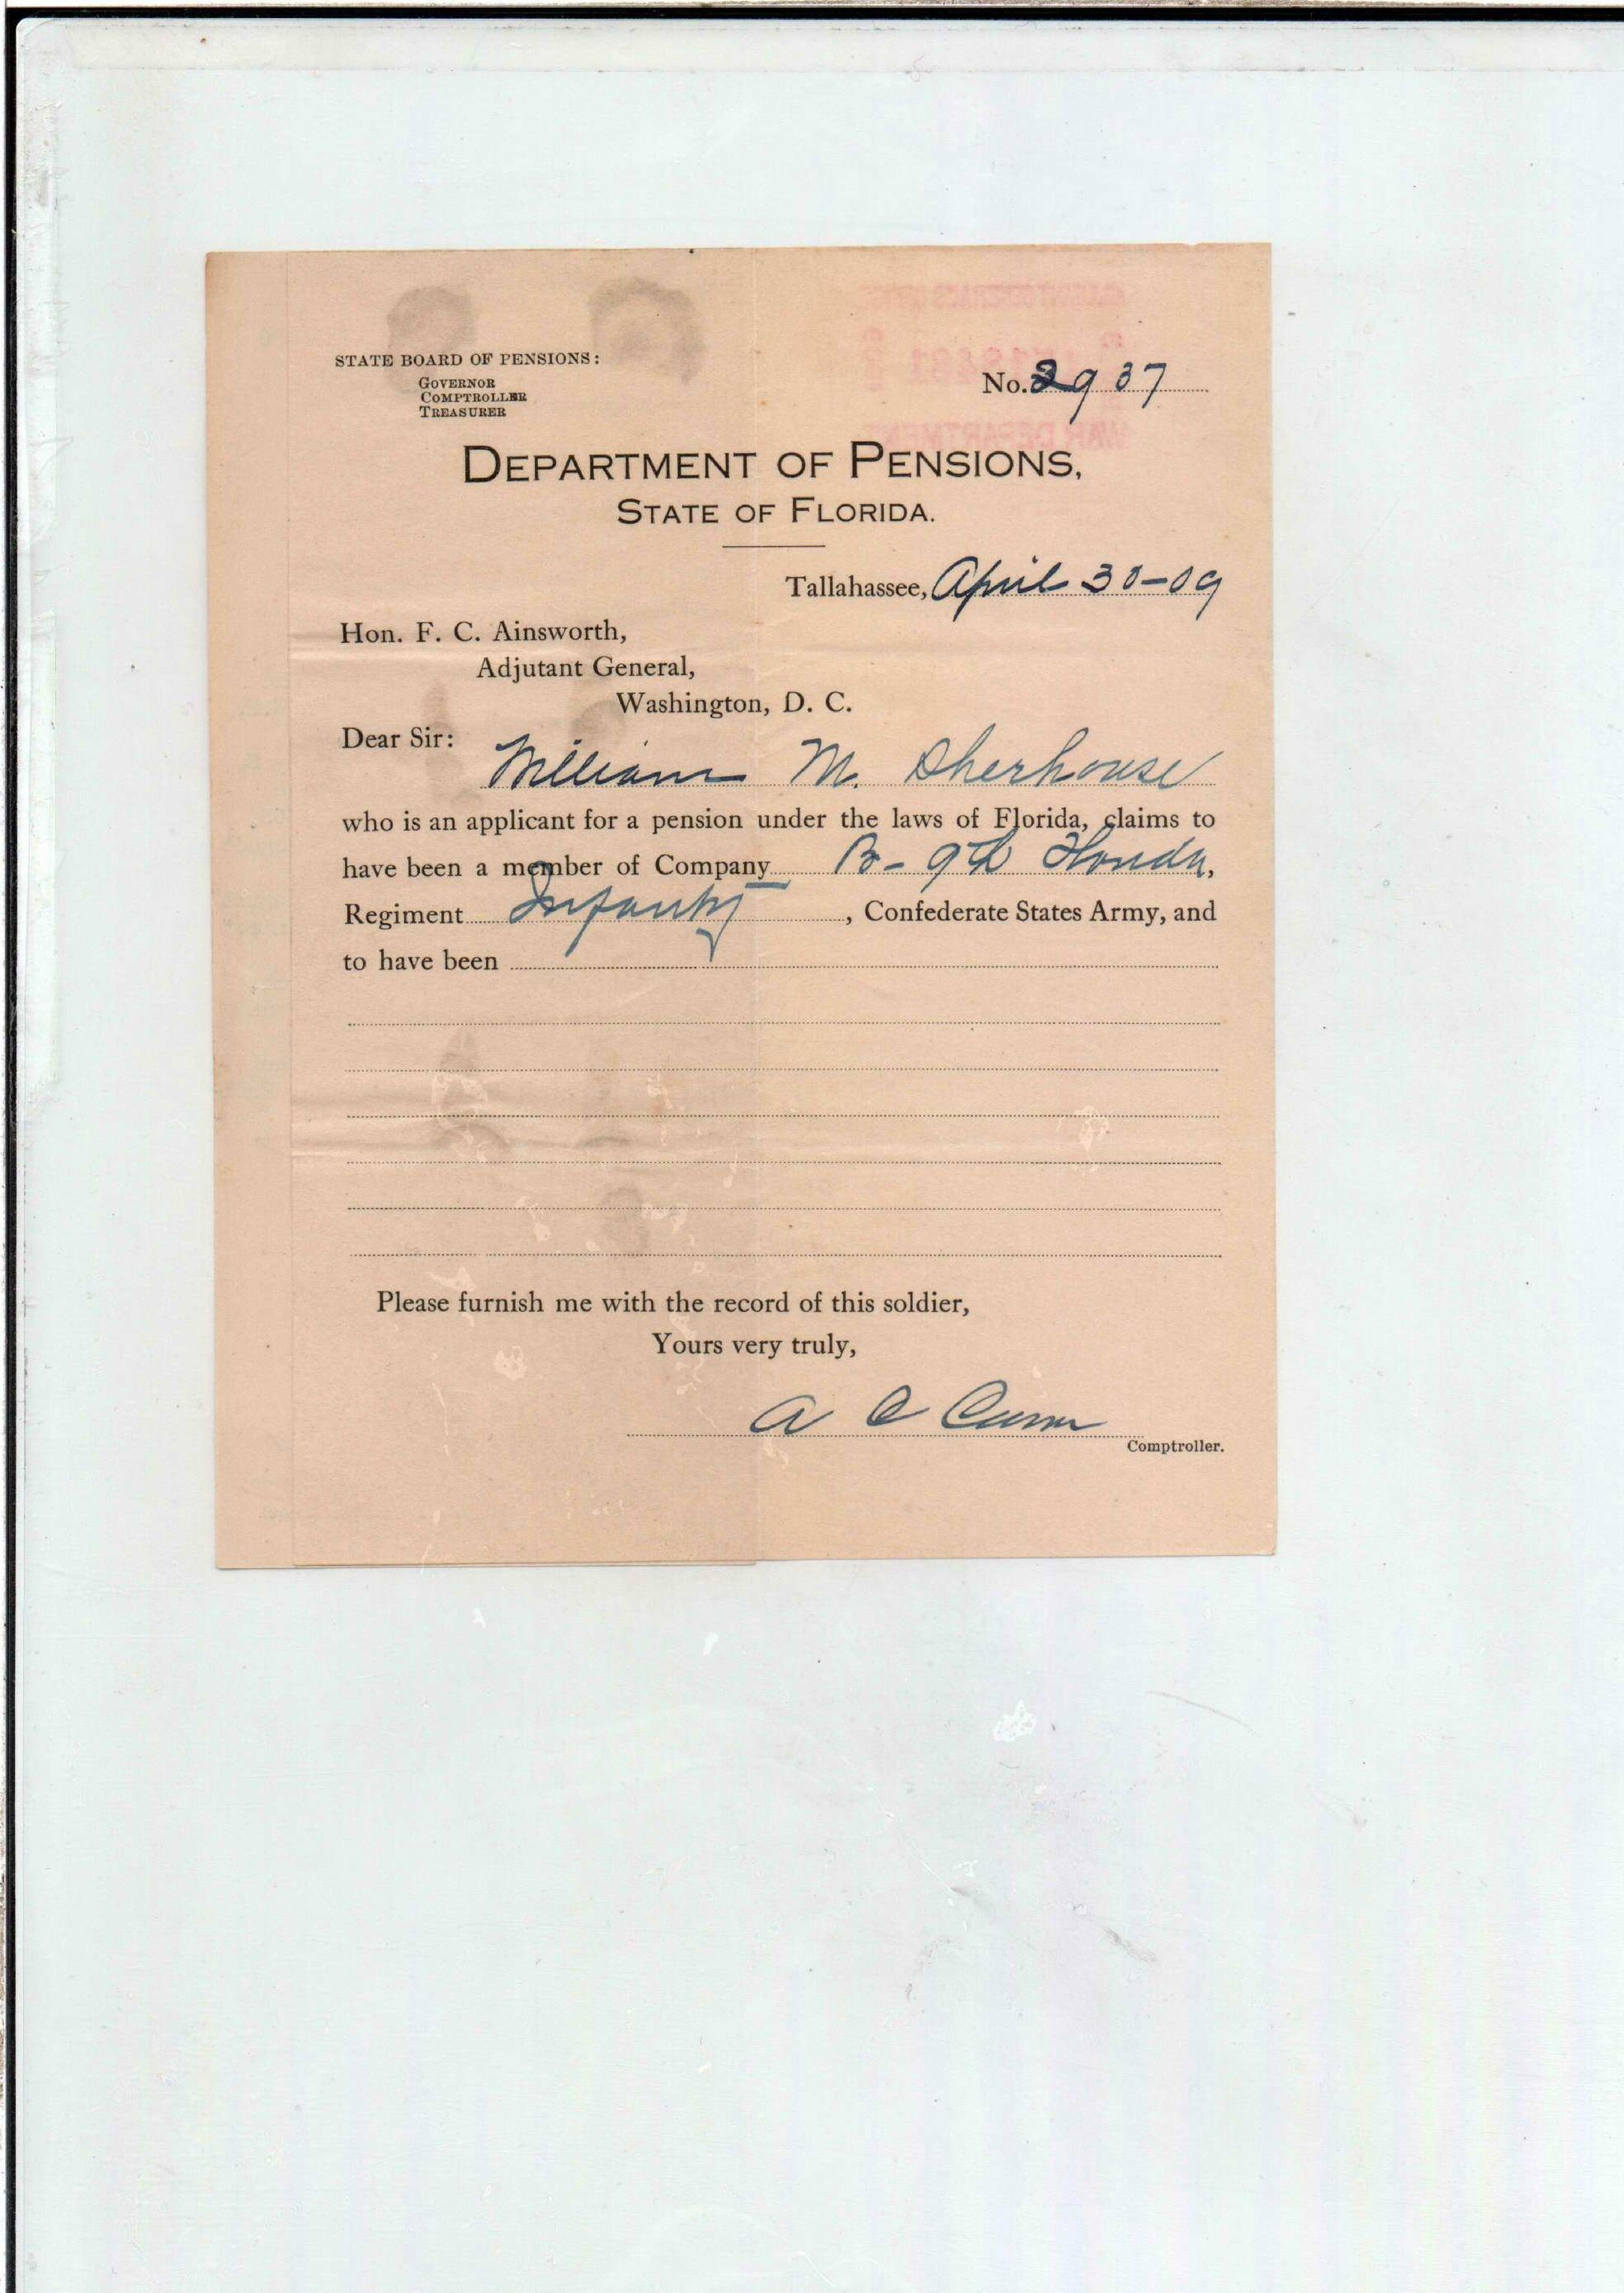 STATE BOARD OF PENSIONS:
GOVERNOR
COMPTROLLER
TREASURER
No. 2937
DEPARTMENT OF PENSIONS,
STATE OF FLORIDA.
Tallahassee, April 30-09
Hon. F. C. Ainsworth,
Adjutant General,
Washington, D. C.
Dear Sir:
William M. Sherhouse
who is an applicant for a pension under the laws of Florida, claims to
have been a member of Company B - 9th Florida,
Regiment Infantry, Confederate States Army, and
to have been
Please furnish me with the record of this soldier,
Yours very truly,
A C Croom
Comptroller.